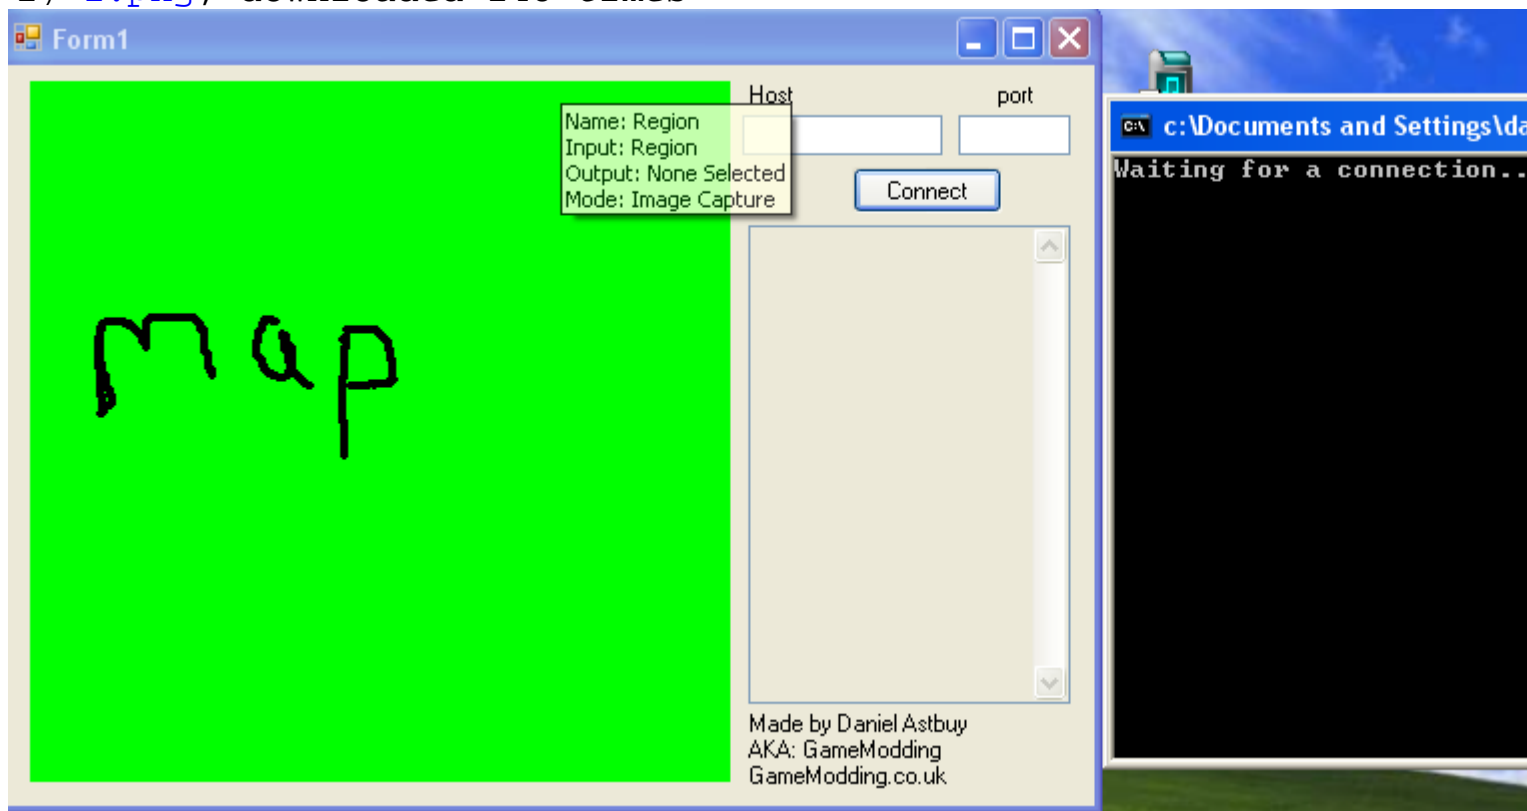 Form1
Host
port
Name: Region
Input: Region
Output: None Selected
Mode: Image Capture
Connect
map
Made by Daniel Astbuy
AKA: GameModding
GameModding.co.uk
c:\Documents and Settings\da
Waiting for a connection..